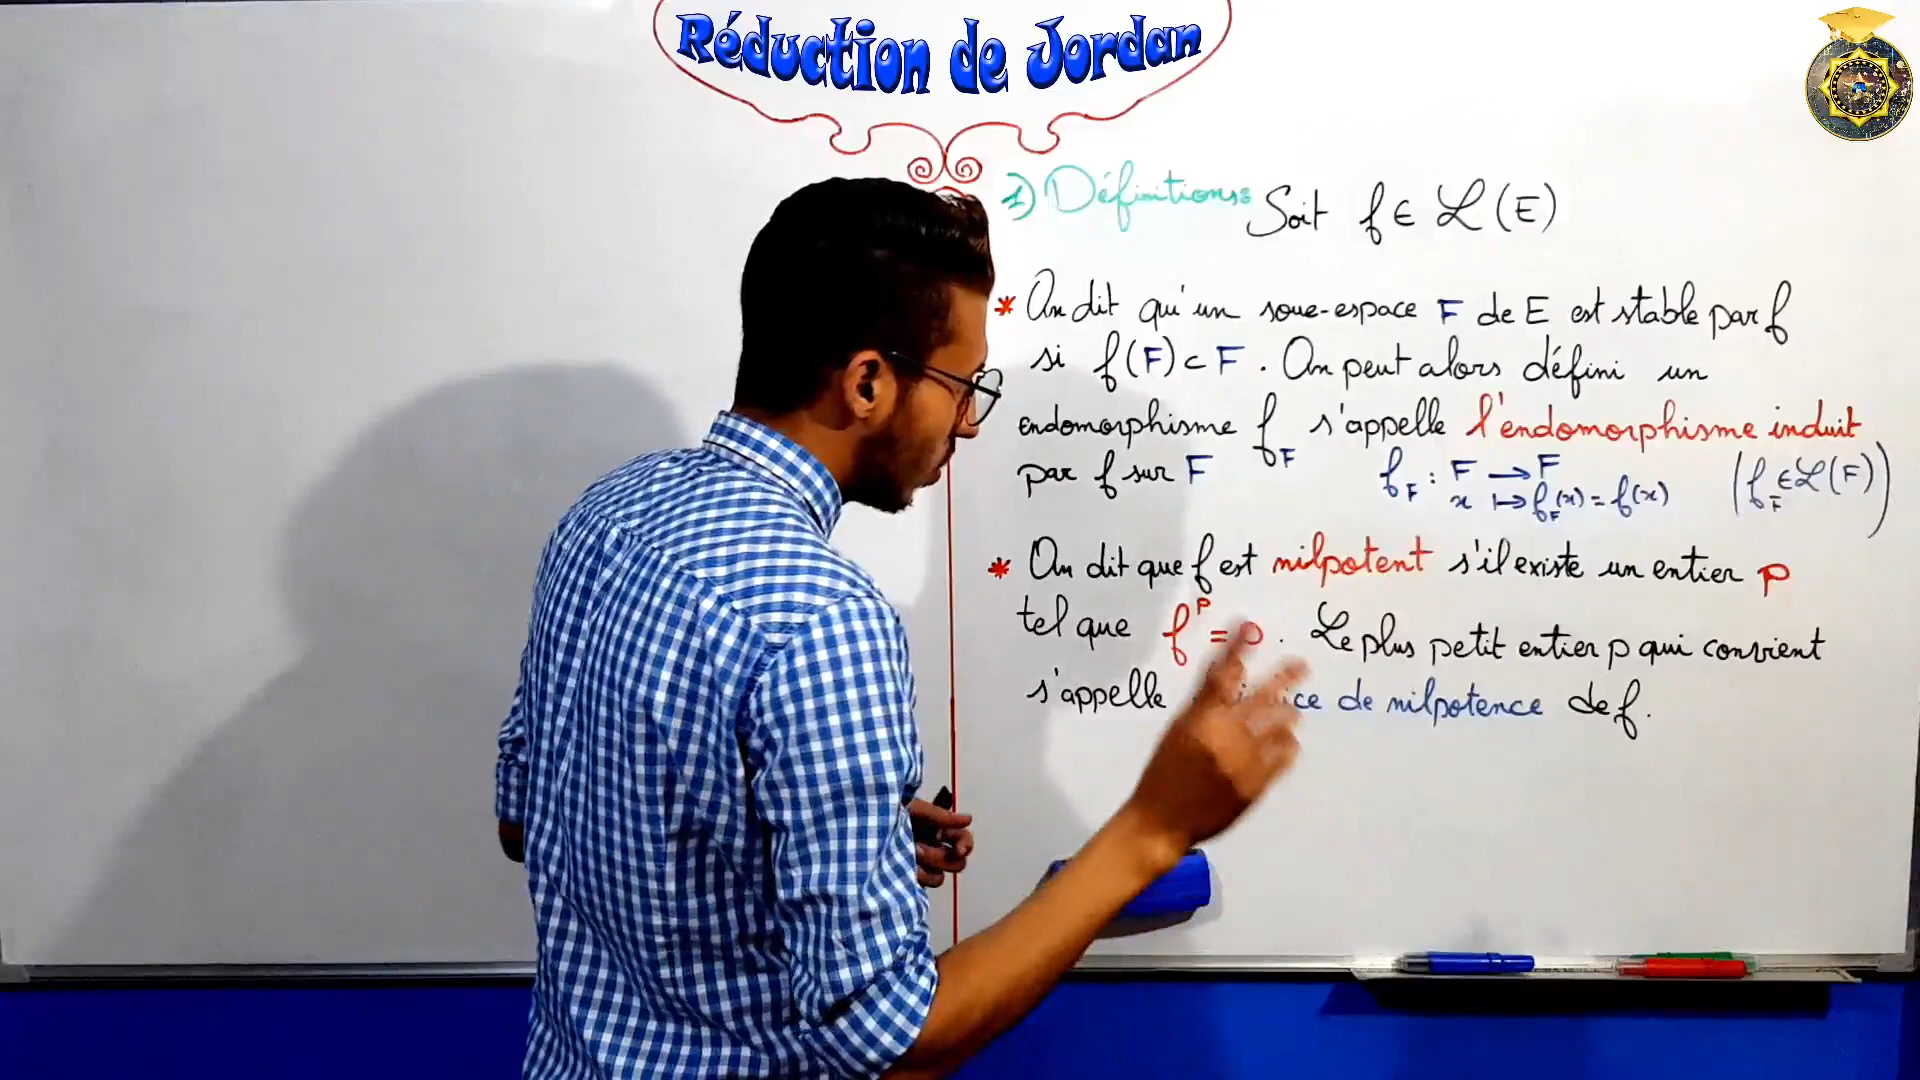 Réduction de Jordan
1) Définitions: Soit f ∈ ℒ(E)
* On dit qu'un sous-espace F de E est stable par f
si f(F) ⊂ F. On peut alors défini un
endomorphisme f_F s'appelle l'endomorphisme induit
par f sur F f_F : F → F (f_F ∈ ℒ(F))
x ↦ f_F(x) = f(x)
* On dit que f est nilpotent s'il existe un entier p
tel que f^p = 0. Le plus petit entier p qui convient
s'appelle de nilpotence de f.